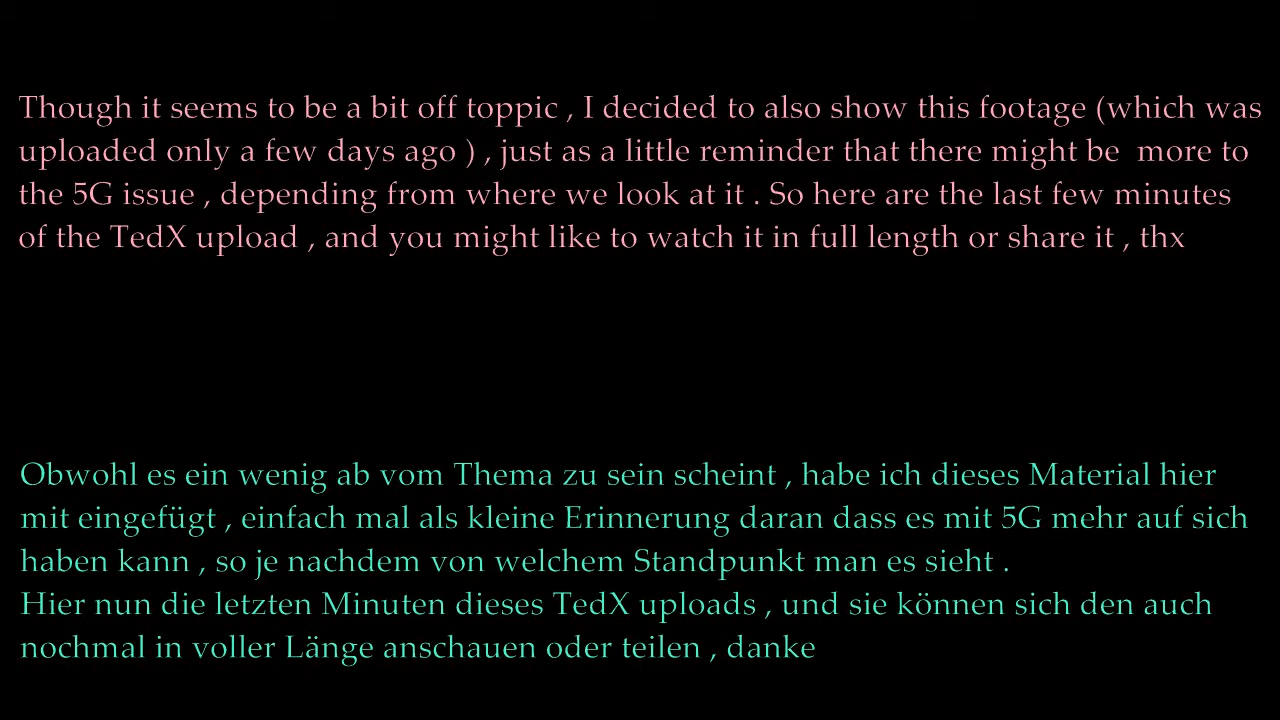 Though it seems to be a bit off toppic , I decided to also show this footage (which was
uploaded only a few days ago ) , just as a little reminder that there might be  more to
the 5G issue , depending from where we look at it . So here are the last few minutes
of the TedX upload , and you might like to watch it in full length or share it , thx
Obwohl es ein wenig ab vom Thema zu sein scheint , habe ich dieses Material hier
mit eingefügt , einfach mal als kleine Erinnerung daran dass es mit 5G mehr auf sich
haben kann , so je nachdem von welchem Standpunkt man es sieht .
Hier nun die letzten Minuten dieses TedX uploads , und sie können sich den auch
nochmal in voller Länge anschauen oder teilen , danke